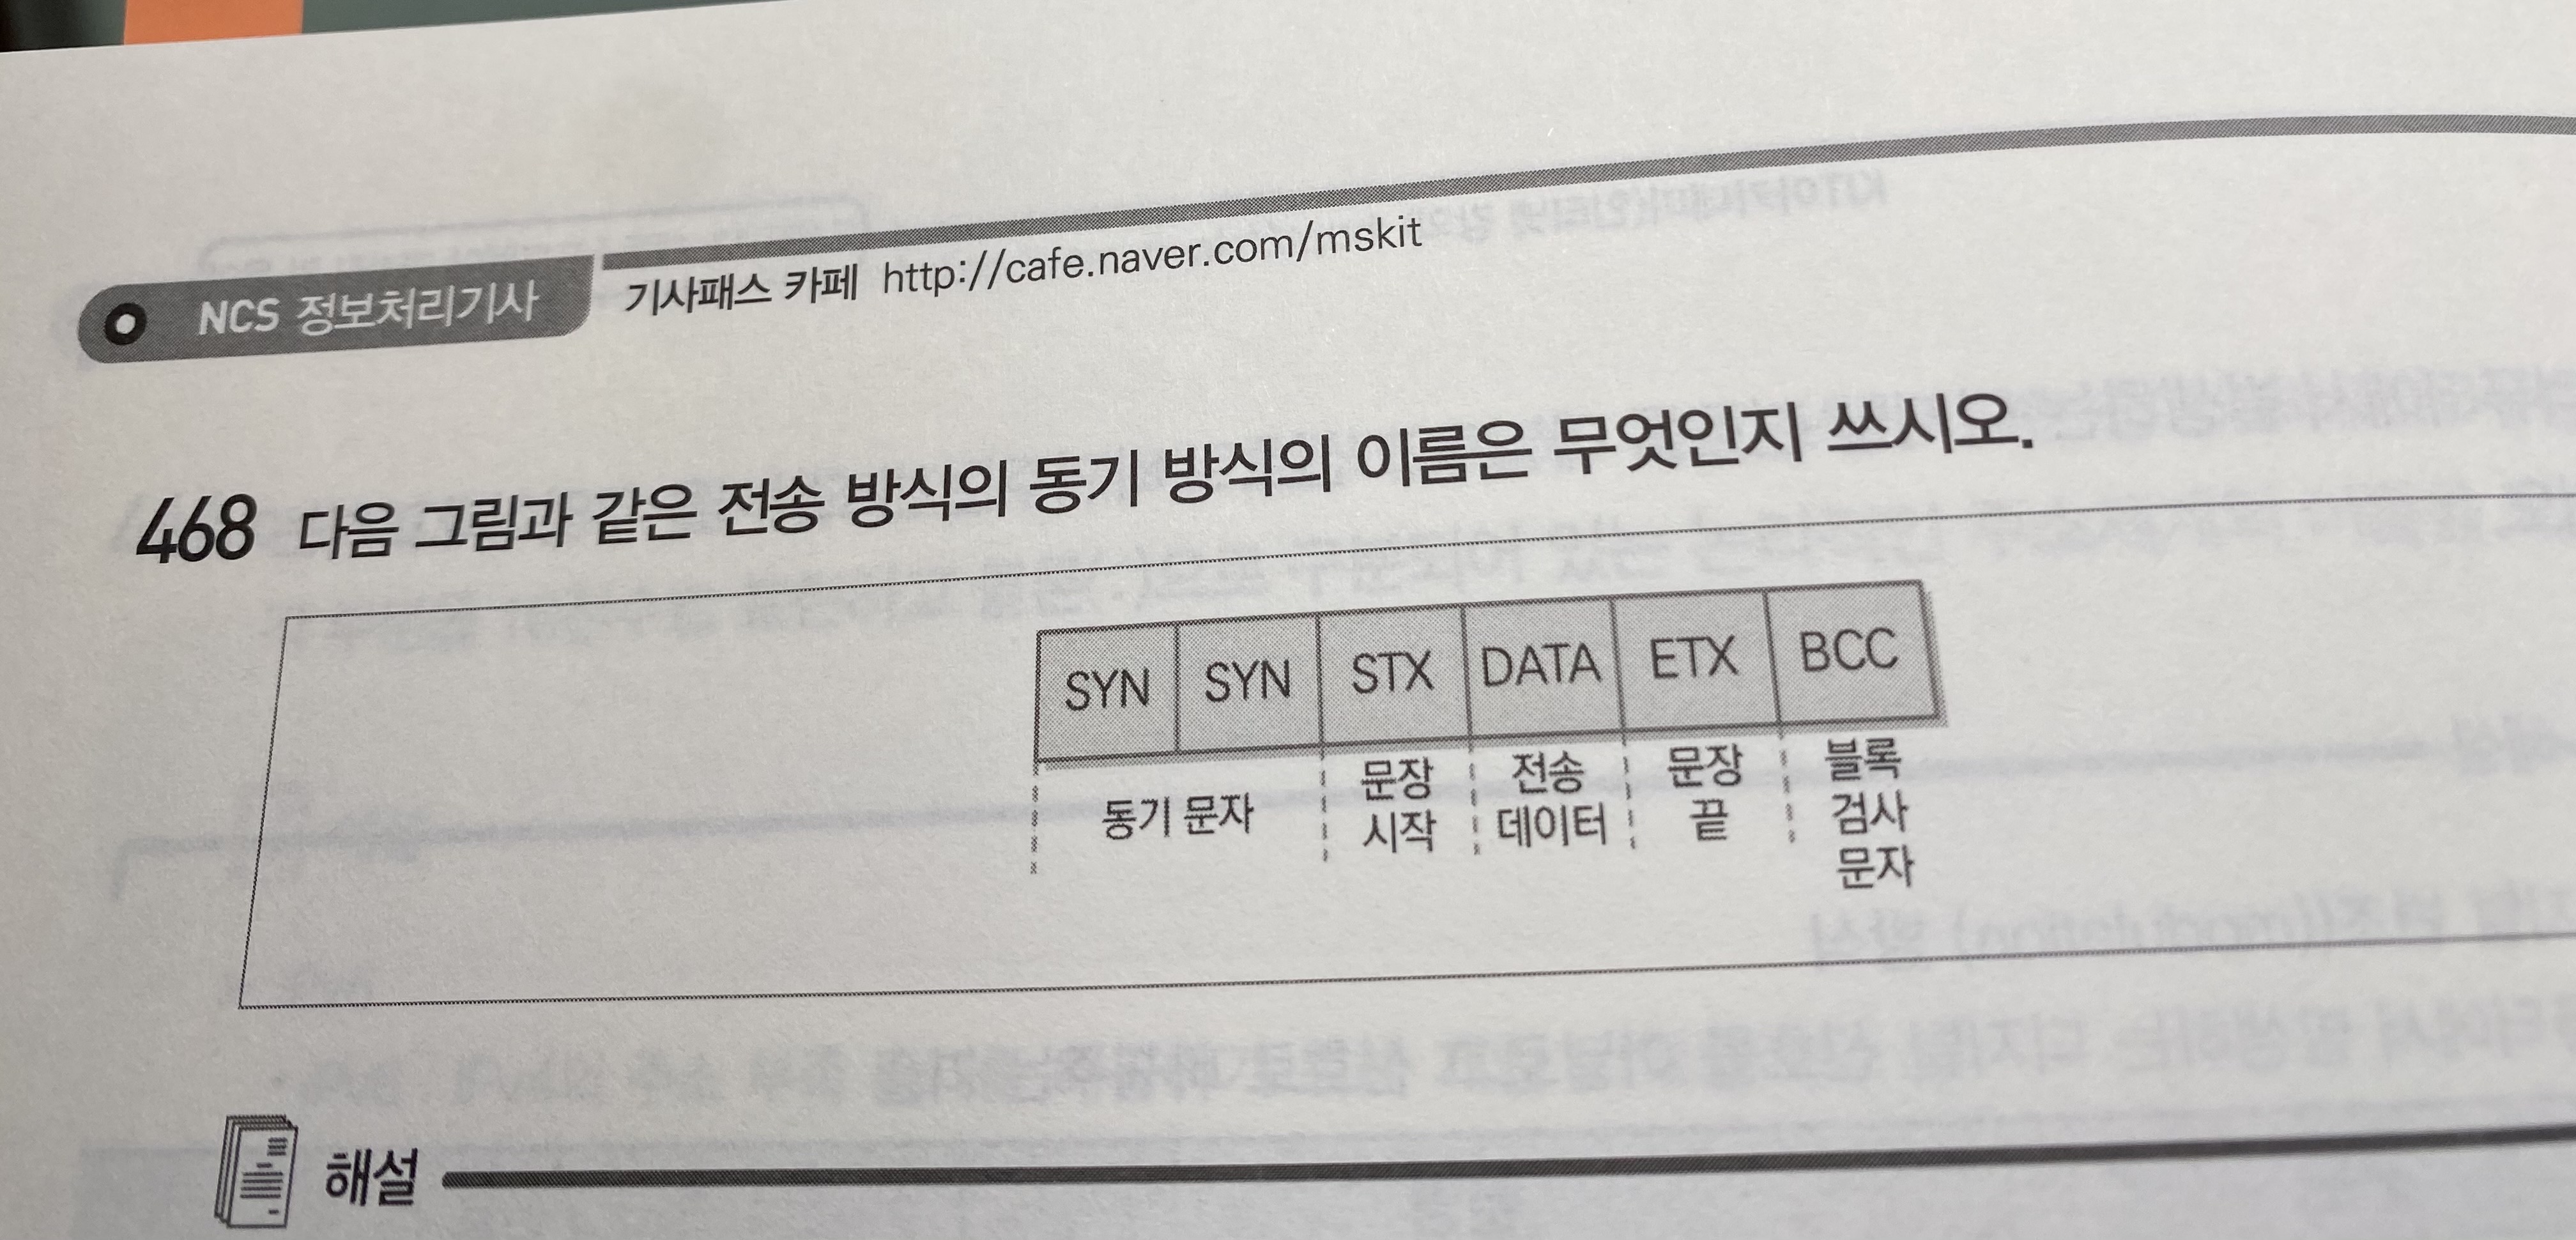 NCS 정보처리기사 기사패스 카페 http://cafe.naver.com/mskit
468 다음 그림과 같은 전송 방식의 동기 방식의 이름은 무엇인지 쓰시오.
SYN SYN STX DATA ETX BCC
동기 문자
문장
시작
전송
데이터
문장
끝
블록
검사
문자
해설